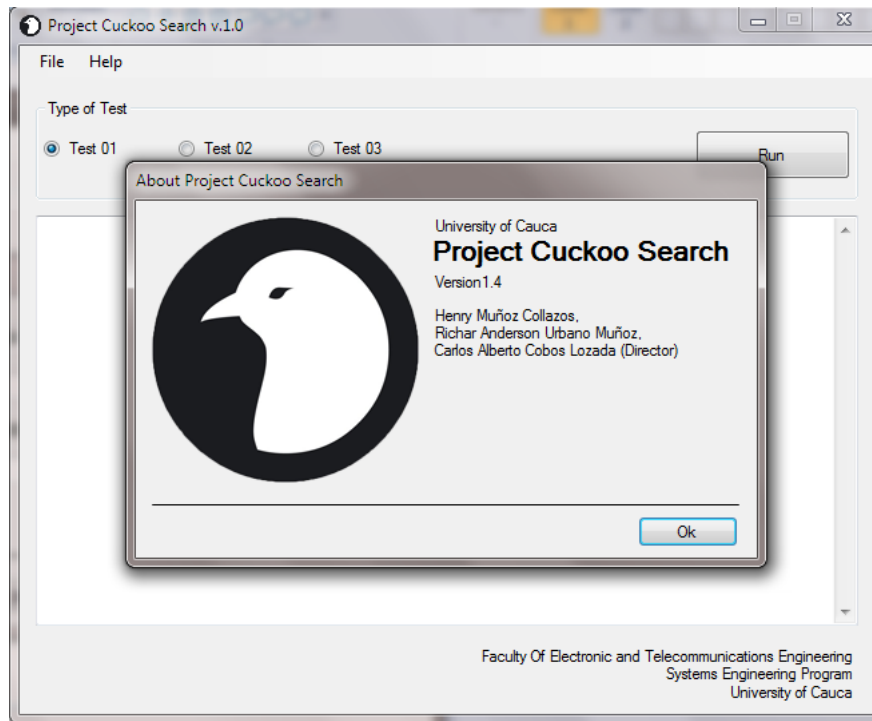 Project Cuckoo Search v.1.0
File Help
Type of Test
Test 01 Test 02 Test 03
Run
About Project Cuckoo Search
University of Cauca
Project Cuckoo Search
Version1.4
Henry Muñoz Collazos,
Richar Anderson Urbano Muñoz,
Carlos Alberto Cobos Lozada (Director)
Ok
Faculty Of Electronic and Telecommunications Engineering
Systems Engineering Program
University of Cauca